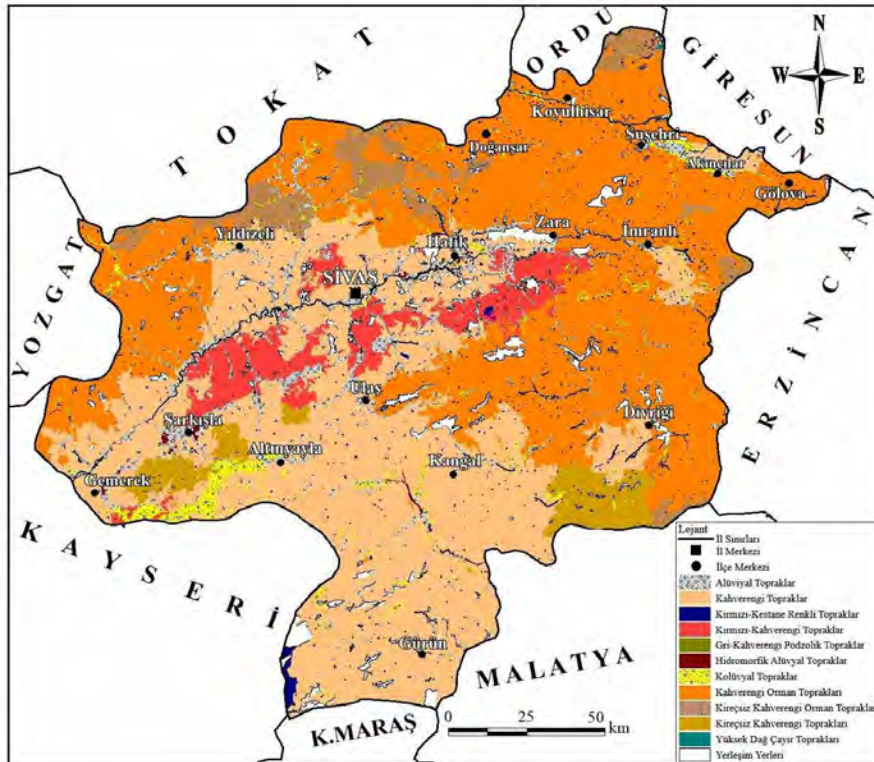 TOKAT
ORDU
GİRESUN
N
W E
S
Koyulhisar
Suşehri
Doğanşar
Akıncılar
Gölova
Zara
İmranlı
Hafik
Yıldızeli
SİVAS
YOZGAT
ERZİNCAN
Ulaş
Divriği
Şarkışla
Altınyayla
Kangal
Gemerek
KAYSERİ
Gürün
MALATYA
K.MARAŞ
0 25 50
km
Lejant
İl Sınırları
İl Merkezi
İlçe Merkezi
Alüviyal Topraklar
Kahverengi Topraklar
Kırmızı-Kestane Renkli Topraklar
Kırmızı-Kahverengi Topraklar
Gri-Kahverengi Podzolik Topraklar
Hidromorfik Alüvyal Topraklar
Kolüvyal Topraklar
Kahverengi Orman Toprakları
Kireçsiz Kahverengi Orman Toprakları
Kireçsiz Kahverengi Toprakları
Yüksek Dağ Çayır Toprakları
Yerleşim Yerleri